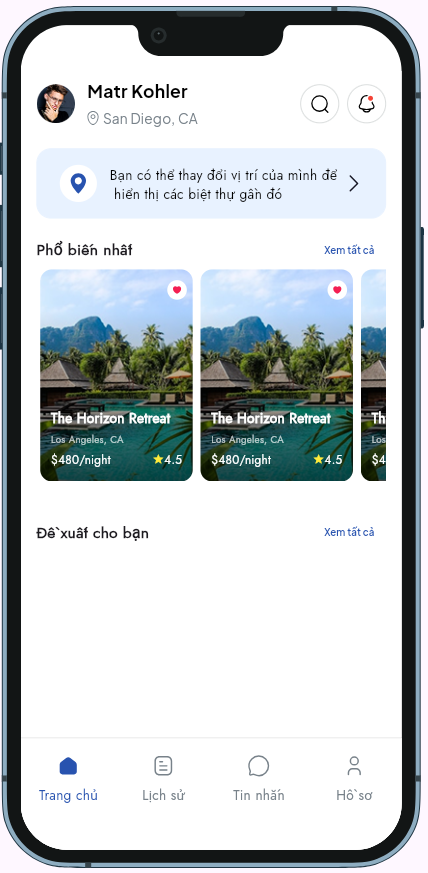 Matr Kohler
San Diego, CA
Bạn có thể thay đổi vị trí của mình để
hiển thị các biệt thự gần đó
Phổ biến nhất
Xem tất cả
The Horizon Retreat
Los Angeles, CA
$480/night
4.5
The Horizon Retreat
Los Angeles, CA
$480/night
4.5
Th
Los
$4
Đề xuất cho bạn
Xem tất cả
Trang chủ
Lịch sử
Tin nhắn
Hồ sơ